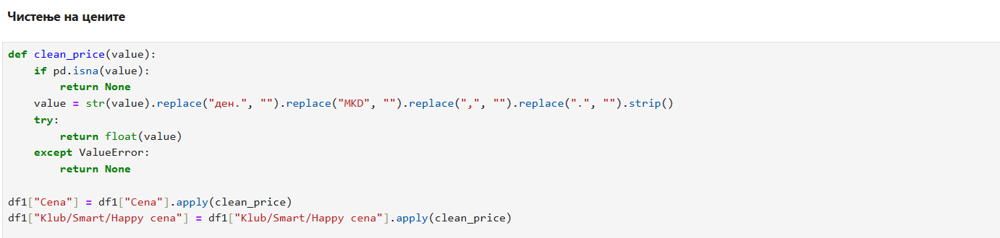 Чистење на цените
def clean_price(value):
    if pd.isna(value):
        return None
    value = str(value).replace("ден.", "").replace("MKD", "").replace(",", "").replace(".", "").strip()
    try:
        return float(value)
    except ValueError:
        return None
df1["Cena"] = df1["Cena"].apply(clean_price)
df1["Klub/Smart/Happy cena"] = df1["Klub/Smart/Happy cena"].apply(clean_price)